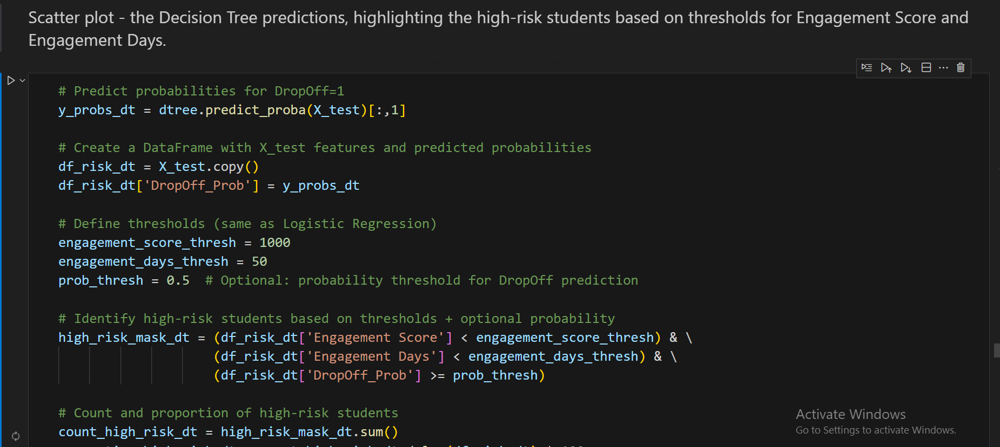 Scatter plot - the Decision Tree predictions, highlighting the high-risk students based on thresholds for Engagement Score and
Engagement Days.
# Predict probabilities for DropOff=1
y_probs_dt = dtree.predict_proba(X_test)[:,1]
# Create a DataFrame with X_test features and predicted probabilities
df_risk_dt = X_test.copy()
df_risk_dt['DropOff_Prob'] = y_probs_dt
# Define thresholds (same as Logistic Regression)
engagement_score_thresh = 1000
engagement_days_thresh = 50
prob_thresh = 0.5  # Optional: probability threshold for DropOff prediction
# Identify high-risk students based on thresholds + optional probability
high_risk_mask_dt = (df_risk_dt['Engagement Score'] < engagement_score_thresh) & \
(df_risk_dt['Engagement Days'] < engagement_days_thresh) & \
(df_risk_dt['DropOff_Prob'] >= prob_thresh)
# Count and proportion of high-risk students
count_high_risk_dt = high_risk_mask_dt.sum()
Activate Windows
Go to Settings to activate Windows.